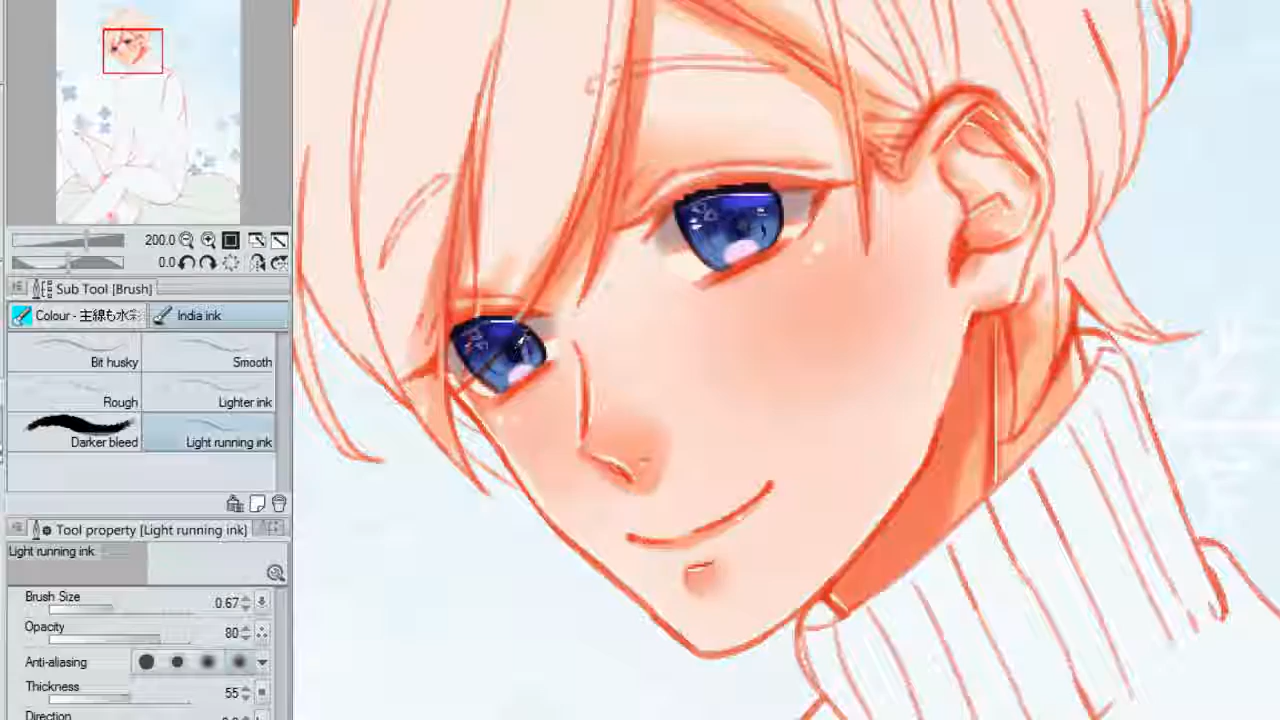 200.0
0.0
Sub Tool [Brush]
Colour - 主線も水彩
India ink
Bit husky
Smooth
Rough
Lighter ink
Darker bleed
Light running ink
Tool property [Light running ink]
Light running ink
Brush Size
0.67
Opacity
80
Anti-aliasing
Thickness
55
Direction